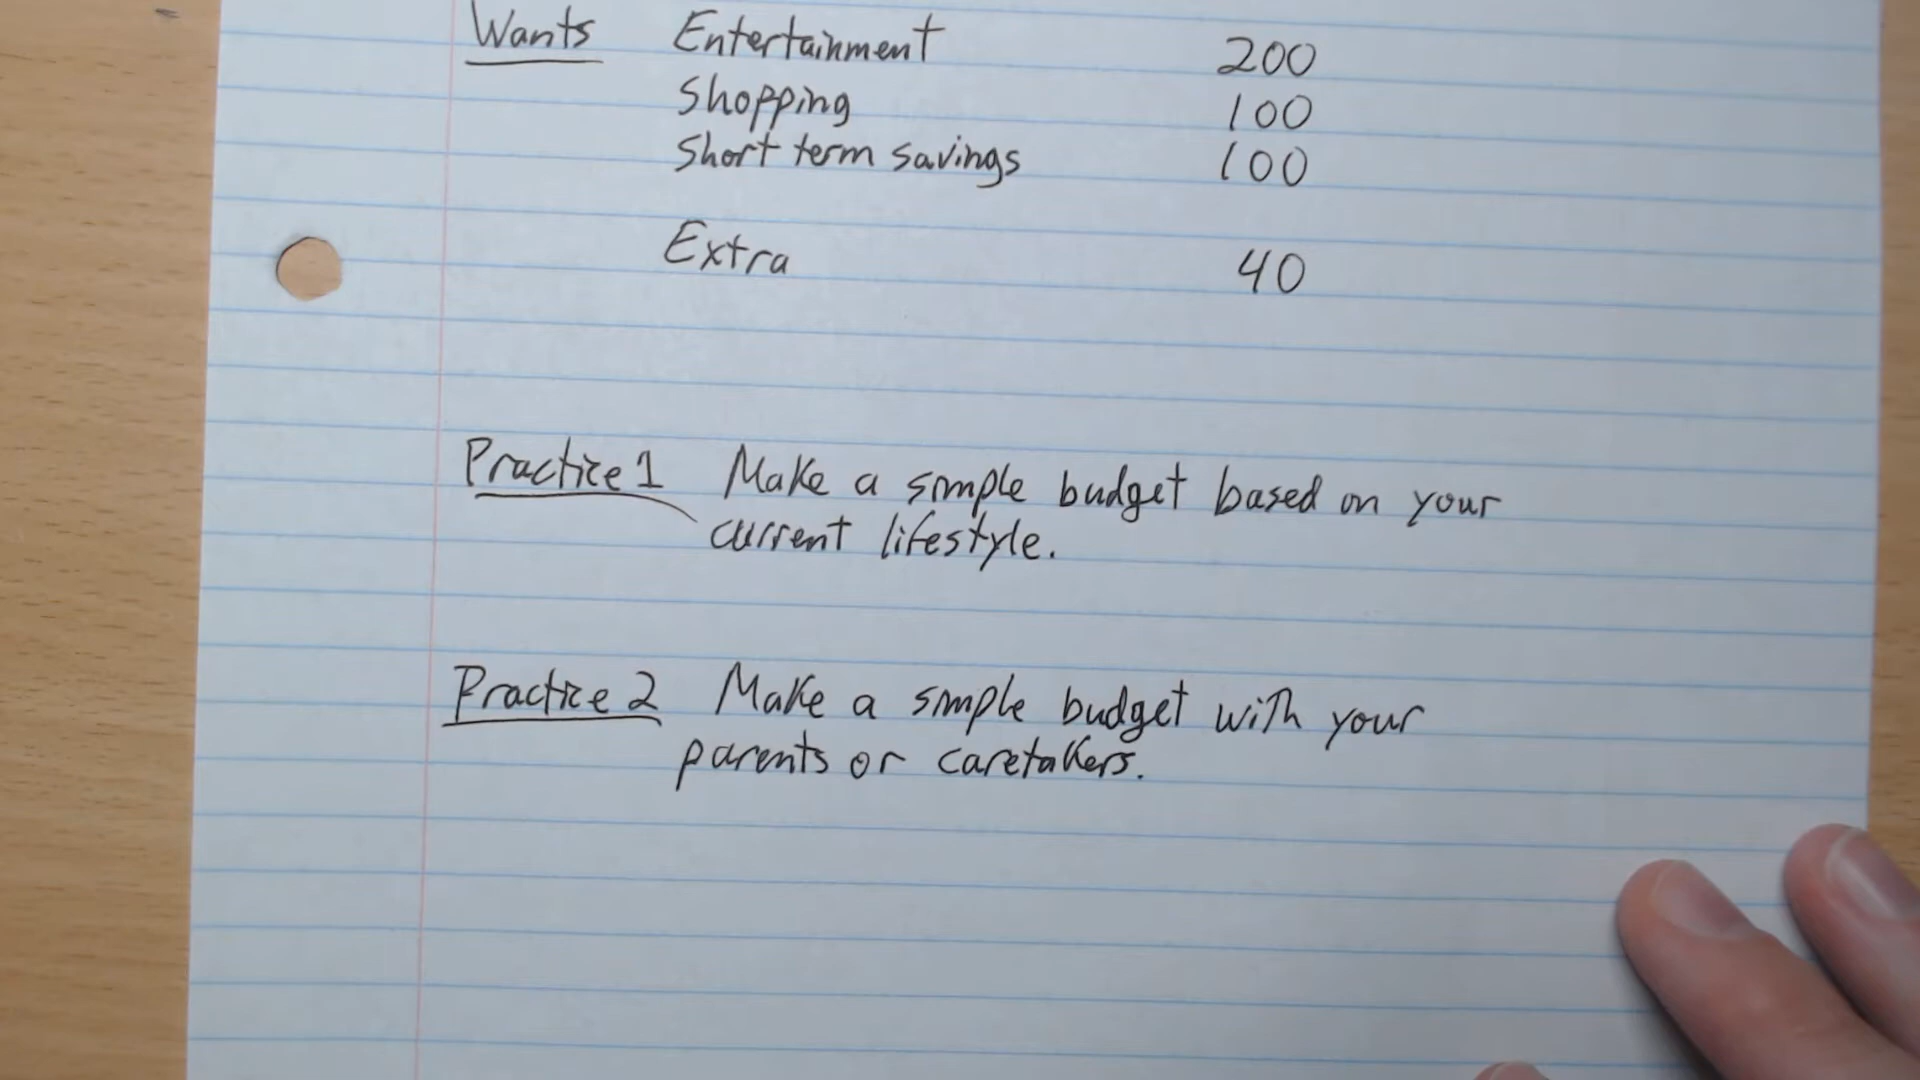 Wants Entertainment 200
Shopping 100
Short term savings 100
Extra 40
Practice 1 Make a simple budget based on your
current lifestyle.
Practice 2 Make a simple budget with your
parents or caretakers.